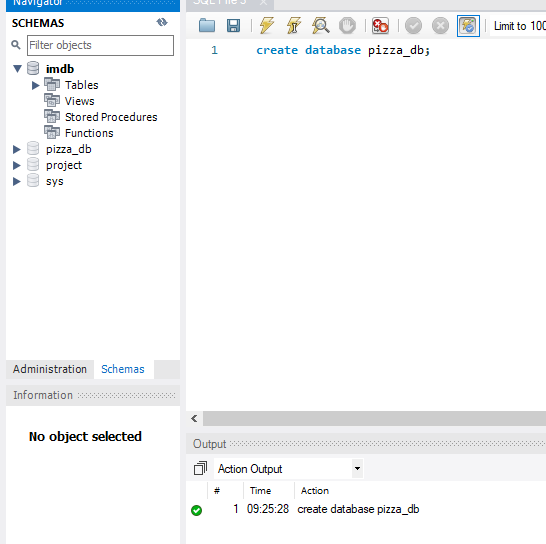 Navigator
SCHEMAS
Filter objects
imdb
Tables
Views
Stored Procedures
Functions
pizza_db
project
sys
Administration Schemas
Information
No object selected
SQL File 3 ×
Limit to 100
1 create database pizza_db;
Output
Action Output
# Time Action
1 09:25:28 create database pizza_db